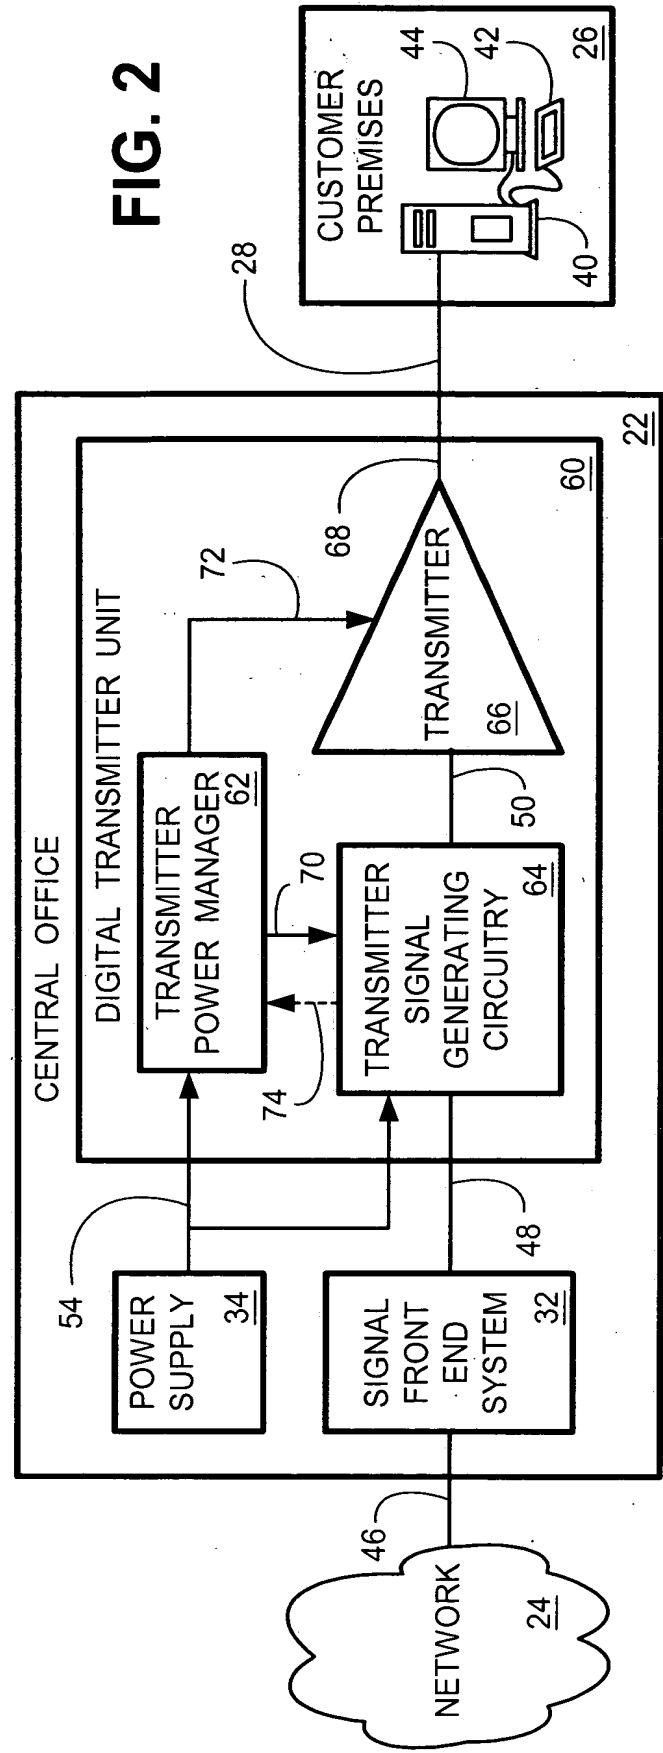 FIG. 2
CENTRAL OFFICE
DIGITAL TRANSMITTER UNIT
NETWORK
24
46
POWER
SUPPLY
34
54
SIGNAL
FRONT
END
SYSTEM
32
48
TRANSMITTER
POWER MANAGER
62
74
70
72
TRANSMITTER
SIGNAL
GENERATING
CIRCUITRY
64
50
TRANSMITTER
66
68
60
22
28
CUSTOMER
PREMISES
44
42
40
26